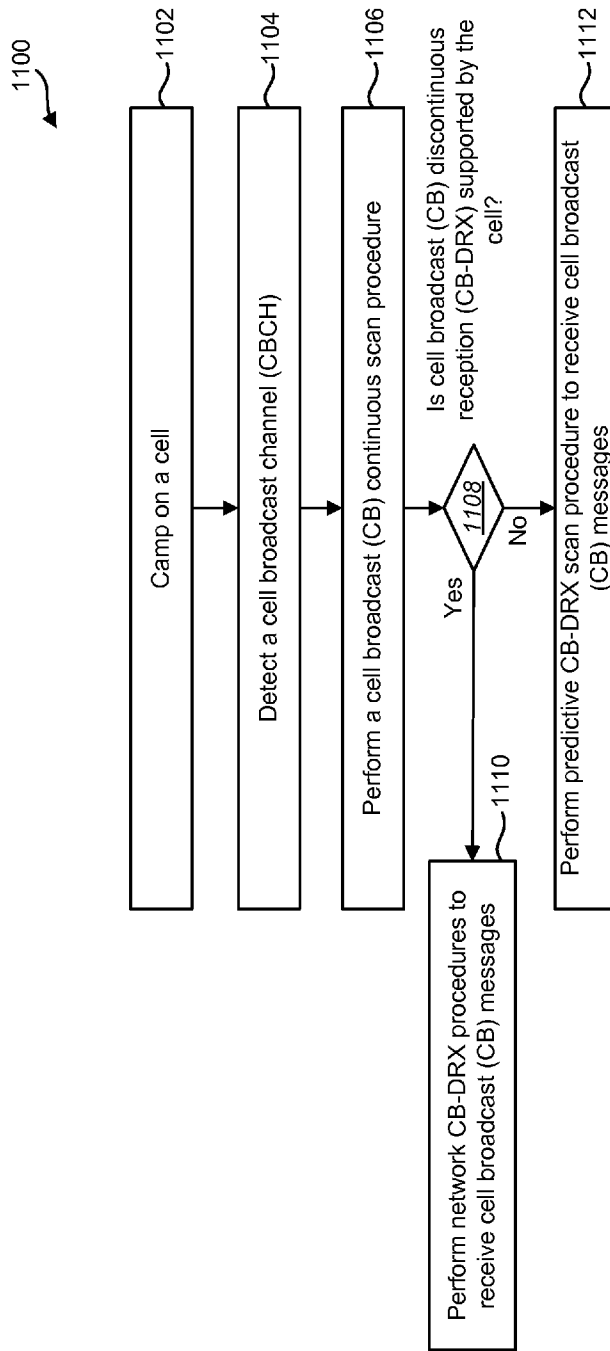 1100
Camp on a cell
1102
Detect a cell broadcast channel (CBCH)
1104
Perform a cell broadcast (CB) continuous scan procedure
1106
Is cell broadcast (CB) discontinuous
reception (CB-DRX) supported by the
cell?
1108
Yes
No
Perform network CB-DRX procedures to
receive cell broadcast (CB) messages
1110
Perform predictive CB-DRX scan procedure to receive cell broadcast
(CB) messages
1112